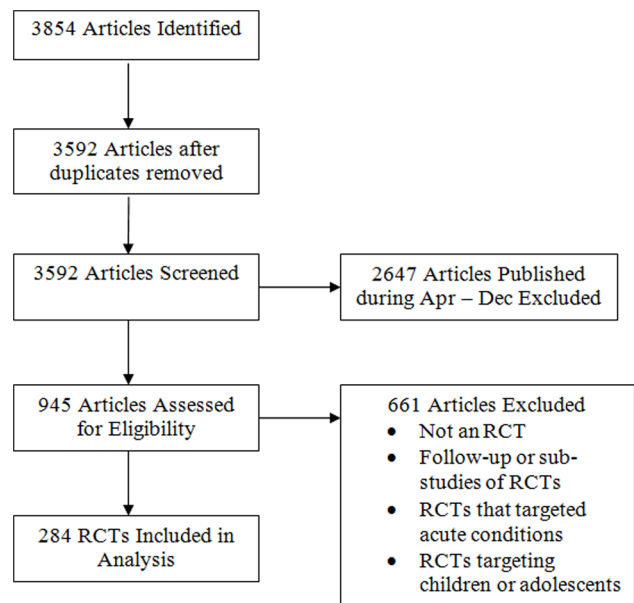 3854 Articles Identified
3592 Articles after
duplicates removed
3592 Articles Screened
2647 Articles Published
during Apr – Dec Excluded
945 Articles Assessed
for Eligibility
661 Articles Excluded
• Not an RCT
• Follow-up or sub-
studies of RCTs
• RCTs that targeted
acute conditions
• RCTs targeting
children or adolescents
284 RCTs Included in
Analysis